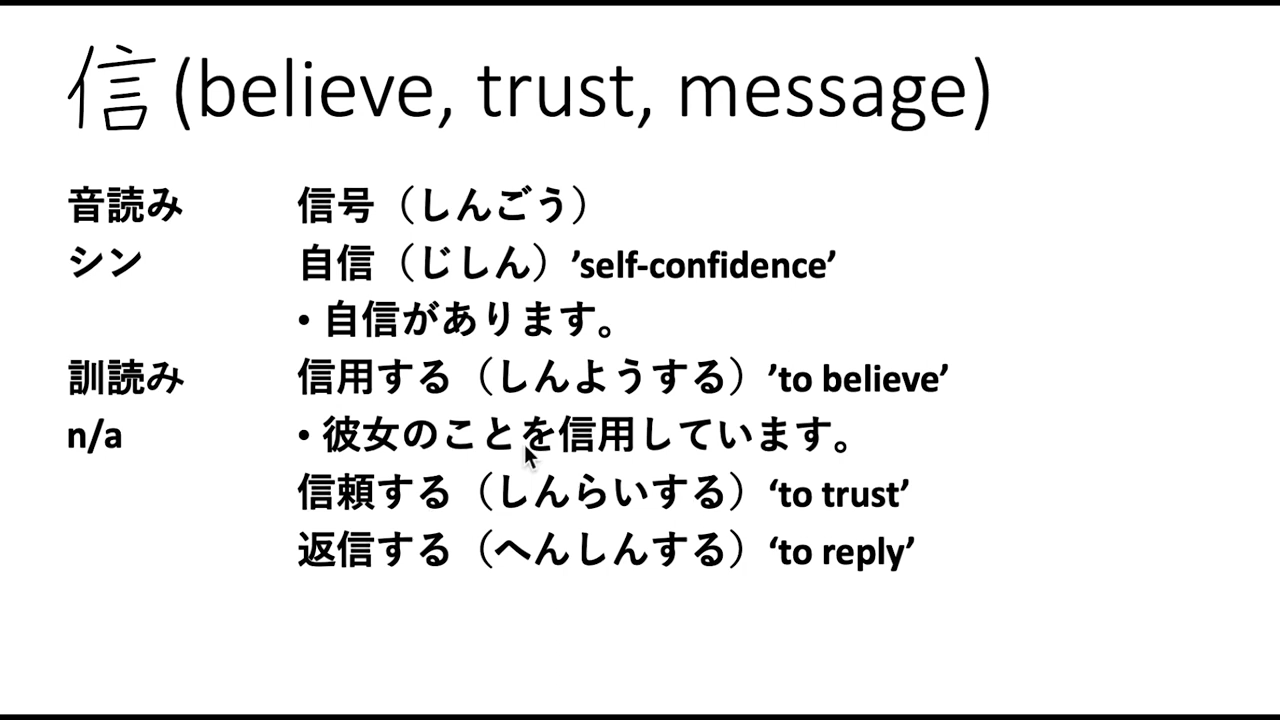 信(believe, trust, message)
音読み 信号（しんごう）
シン 自信（じしん）’self-confidence’
• 自信があります。
訓読み 信用する（しんようする）’to believe’
n/a • 彼女のことを信用しています。
信頼する（しんらいする）‘to trust’
返信する（へんしんする）‘to reply’